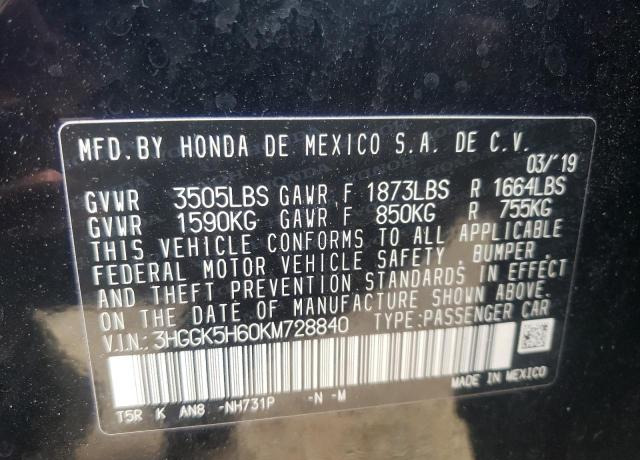 MFD. BY HONDA DE MEXICO S.A. DE C.V.
03/'19
GVWR 3505LBS GAWR F 1873LBS R 1664LBS
GVWR 1590KG GAWR F 850KG R 755KG
THIS VEHICLE CONFORMS TO ALL APPLICABLE
FEDERAL MOTOR VEHICLE SAFETY, BUMPER,
AND THEFT PREVENTION STANDARDS IN EFFECT
ON THE DATE OF MANUFACTURE SHOWN ABOVE.
V.I.N.: 3HGGK5H60KM728840 TYPE: PASSENGER CAR
MADE IN MEXICO
T5R K AN8 -NH731P -N -M